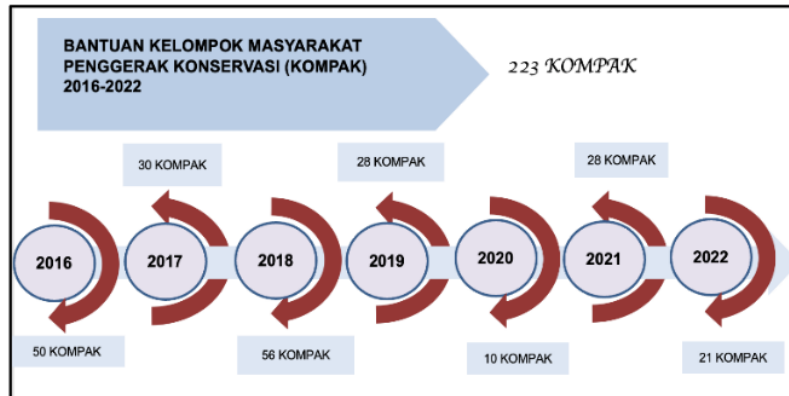 BANTUAN KELOMPOK MASYARAKAT
PENGGERAK KONSERVASI (KOMPAK)
2016-2022
223 KOMPAK
30 KOMPAK
28 KOMPAK
28 KOMPAK
2016
2017
2018
2019
2020
2021
2022
50 KOMPAK
56 KOMPAK
10 KOMPAK
21 KOMPAK